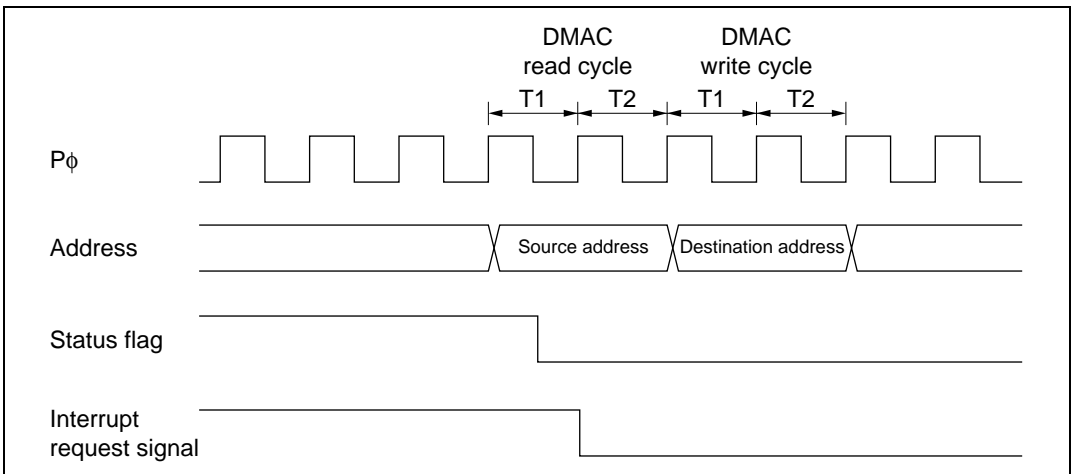 DMAC DMAC
read cycle write cycle
T1 T2 T1 T2
Pϕ
Address
Source address Destination address
Status flag
Interrupt
request signal